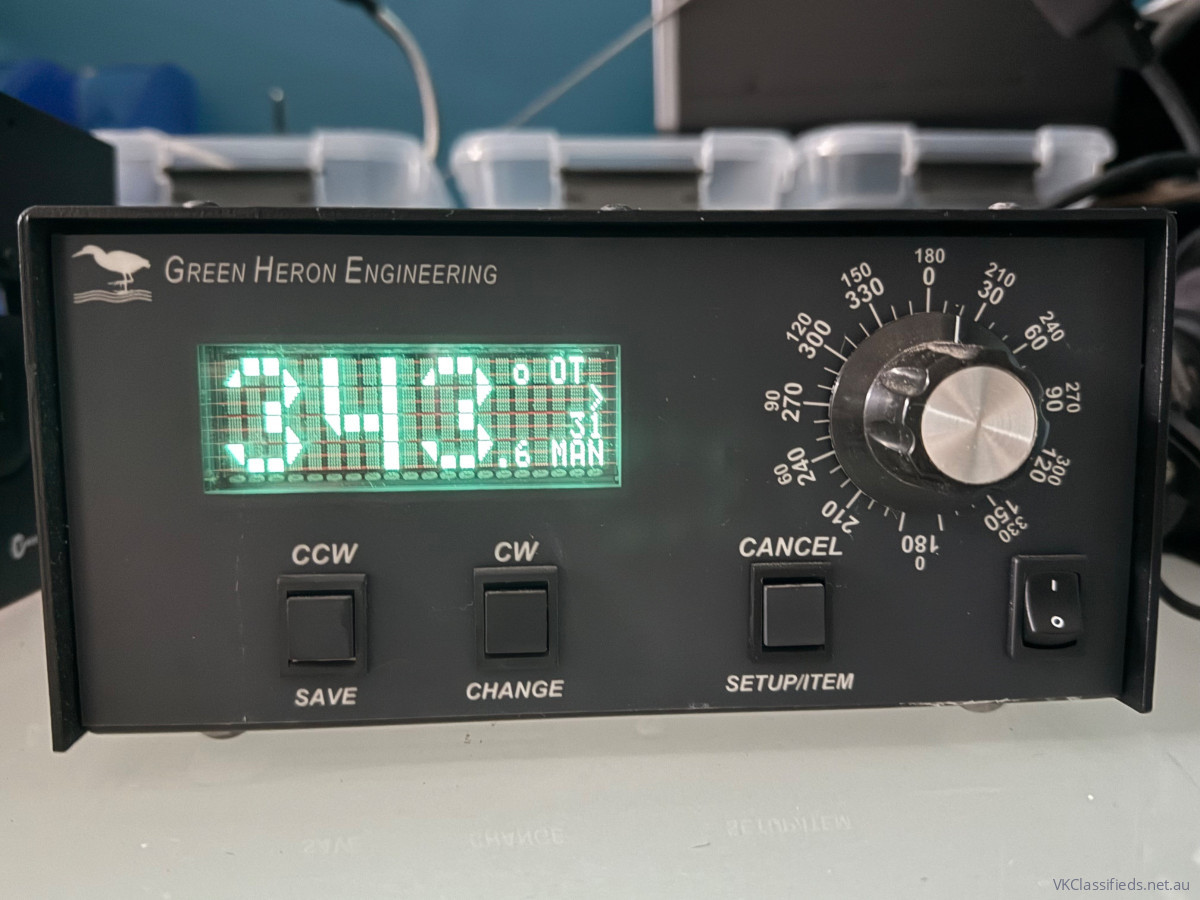 GREEN HERON ENGINEERING
343.6° OT
>
31
MAN
180
0
210
30
240
60
270
90
300
120
330
150
0
180
210
60
240
90
270
120
300
150
330
CCW
CW
CANCEL
SAVE
CHANGE
SETUP/ITEM
I
O
VKClassifieds.net.au